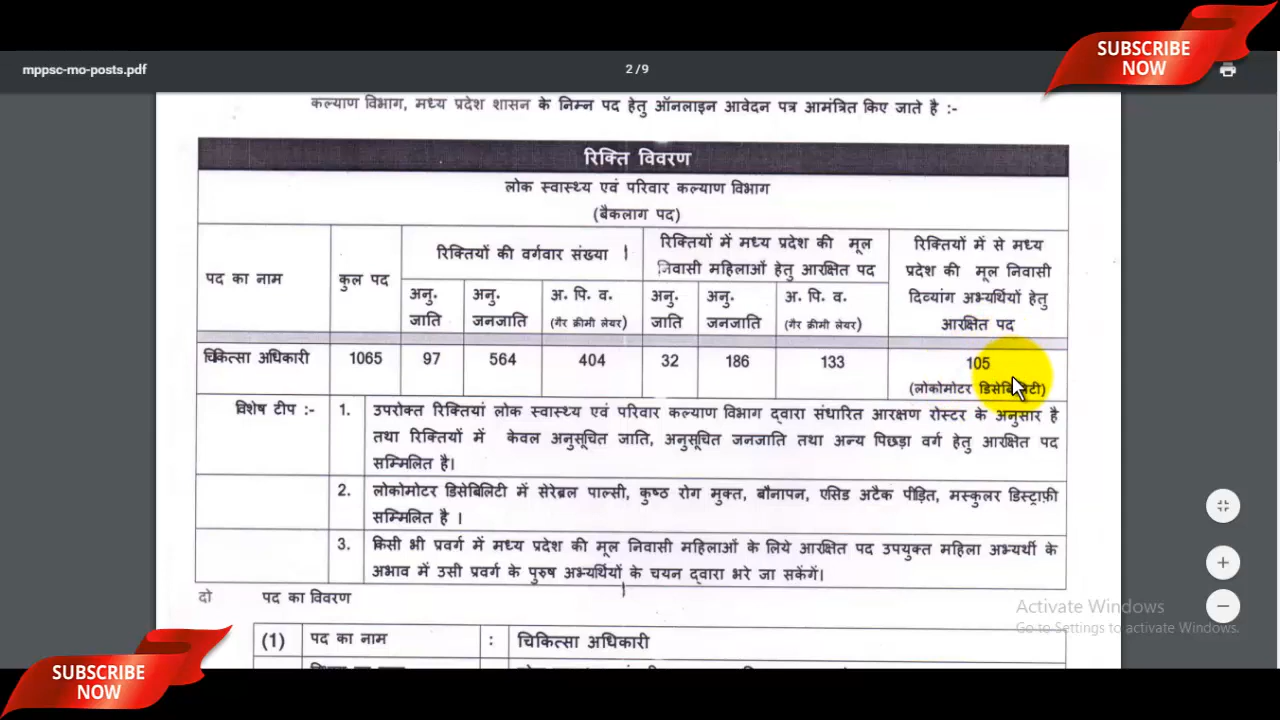 SUBSCRIBE
NOW
mppsc-mo-posts.pdf
2 / 9
कल्याण विभाग, मध्य प्रदेश शासन के निम्न पद हेतु ऑनलाइन आवेदन पत्र आमंत्रित किए जाते है :-
रिक्ति विवरण
लोक स्वास्थ्य एवं परिवार कल्याण विभाग
(बैकलाग पद)
पद का नाम
कुल पद
रिक्तियों की वर्गवार संख्या
रिक्तियों में मध्य प्रदेश की मूल
निवासी महिलाओं हेतु आरक्षित पद
रिक्तियों में से मध्य
प्रदेश की मूल निवासी
दिव्यांग अभ्यर्थियों हेतु
आरक्षित पद
अनु. अनु. अ. पि. व. अनु. अनु. अ. पि. व.
जाति जनजाति (गैर क्रीमी लेयर) जाति जनजाति (गैर क्रीमी लेयर)
चिकित्सा अधिकारी 1065 97 564 404 32 186 133 105
(लोकोमोटर डिसेबिलिटी)
विशेष टीप :- 1. उपरोक्त रिक्तियां लोक स्वास्थ्य एवं परिवार कल्याण विभाग द्वारा संधारित आरक्षण रोस्टर के अनुसार है
तथा रिक्तियों में केवल अनुसूचित जाति, अनुसूचित जनजाति तथा अन्य पिछड़ा वर्ग हेतु आरक्षित पद
सम्मिलित है।
2. लोकोमोटर डिसेबिलिटी में सेरेब्रल पाल्सी, कुष्ठ रोग मुक्त, बौनापन, एसिड अटैक पीड़ित, मस्कुलर डिस्ट्राफ़ी
सम्मिलित है ।
3. किसी भी प्रवर्ग में मध्य प्रदेश की मूल निवासी महिलाओं के लिये आरक्षित पद उपयुक्त महिला अभ्यर्थी के
अभाव में उसी प्रवर्ग के पुरुष अभ्यर्थियों के चयन द्वारा भरे जा सकेंगें।
दो पद का विवरण
(1) पद का नाम : चिकित्सा अधिकारी
Activate Windows
Go to Settings to activate Windows.
SUBSCRIBE
NOW